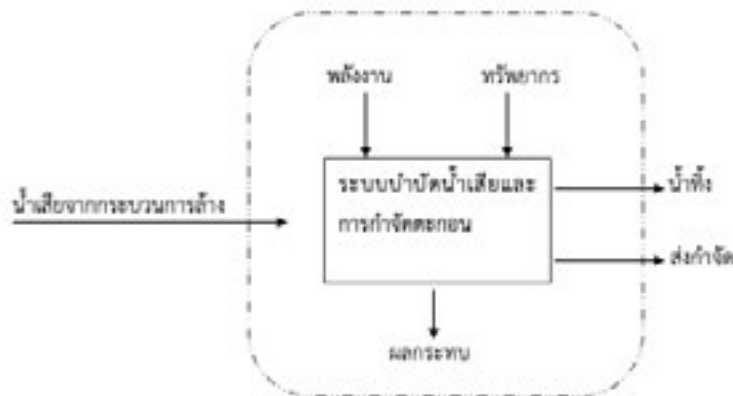 พลังงาน
ทรัพยากร
น้ำเสียจากกระบวนการล้าง
ระบบบำบัดน้ำเสียและ
การกำจัดตะกอน
น้ำทิ้ง
ส่งกำจัด
ผลกระทบ